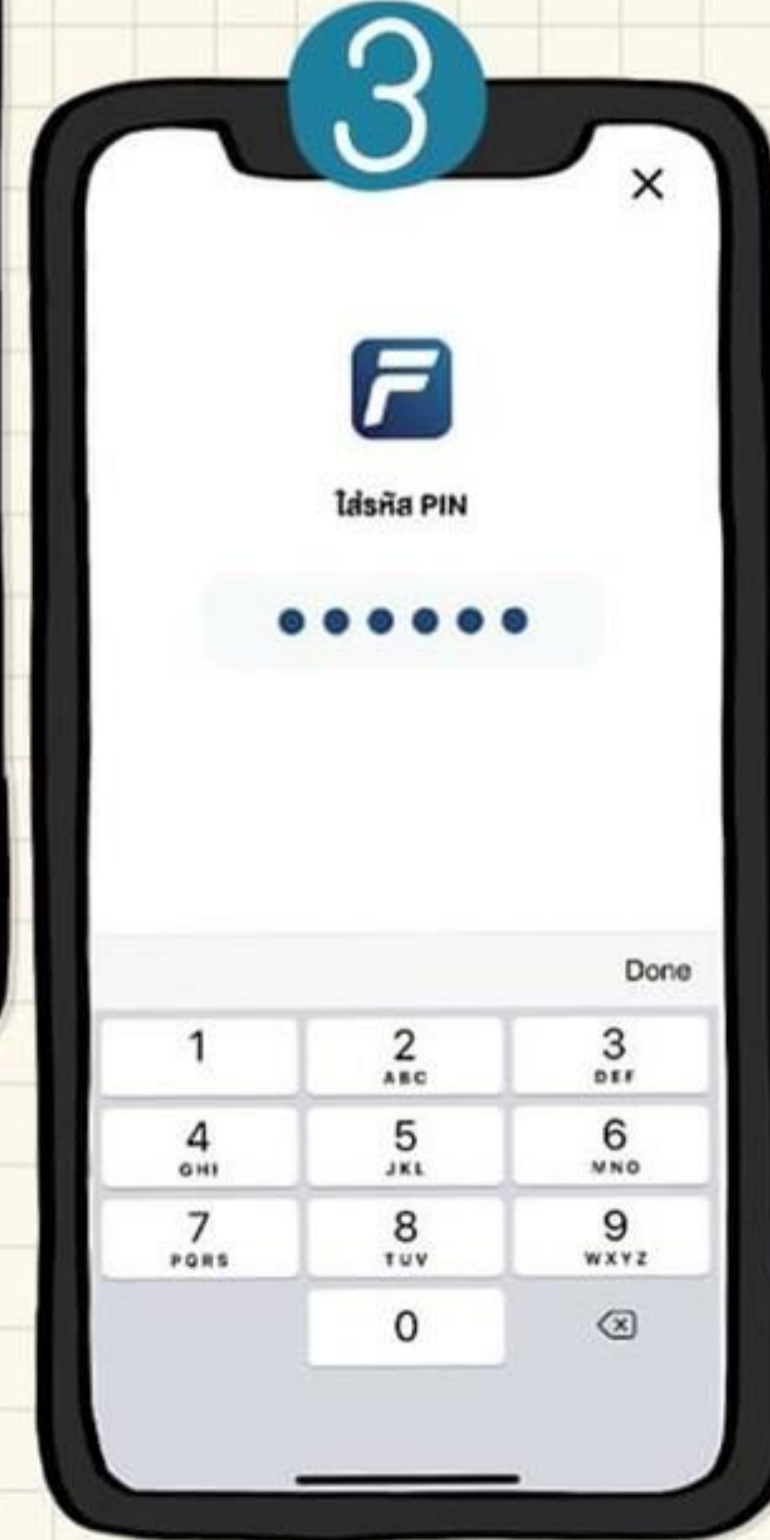 3
F
ใส่รหัส PIN
Done
1
2
ABC
3
DEF
4
GHI
5
JKL
6
MNO
7
PQRS
8
TUV
9
WXYZ
0